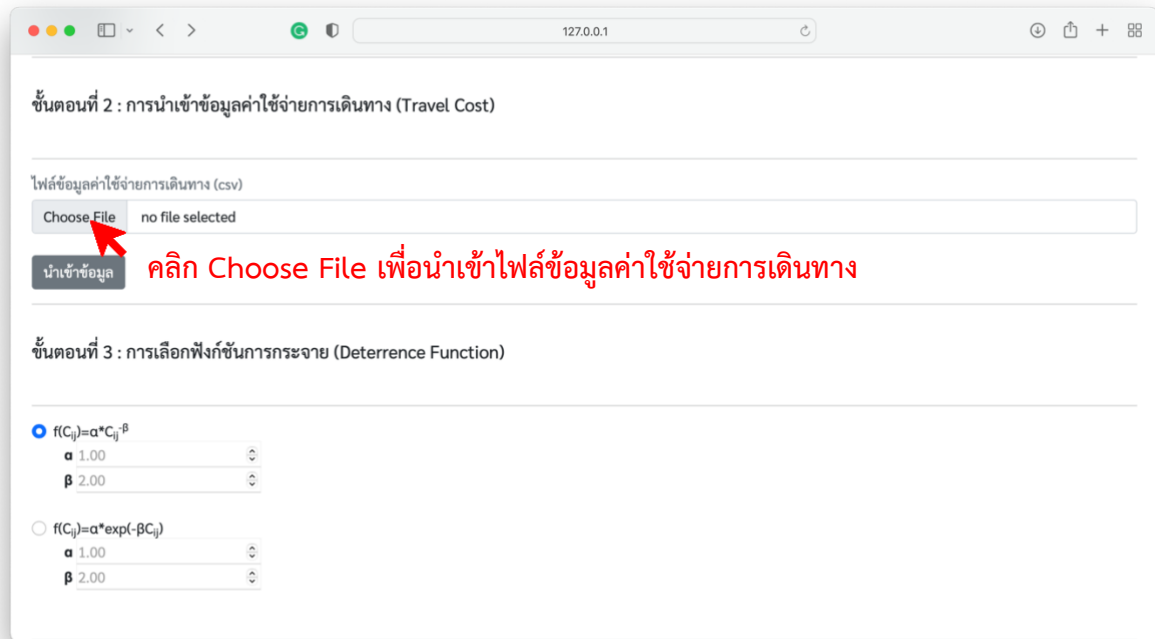 127.0.0.1
ขั้นตอนที่ 2 : การนำเข้าข้อมูลค่าใช้จ่ายการเดินทาง (Travel Cost)
ไฟล์ข้อมูลค่าใช้จ่ายการเดินทาง (csv)
Choose File no file selected
นำเข้าข้อมูล
คลิก Choose File เพื่อนำเข้าไฟล์ข้อมูลค่าใช้จ่ายการเดินทาง
ขั้นตอนที่ 3 : การเลือกฟังก์ชันการกระจาย (Deterrence Function)
f(Cᵢⱼ)=α*Cᵢⱼ⁻ᵝ
α 1.00
β 2.00
f(Cᵢⱼ)=α*exp(-βCᵢⱼ)
α 1.00
β 2.00